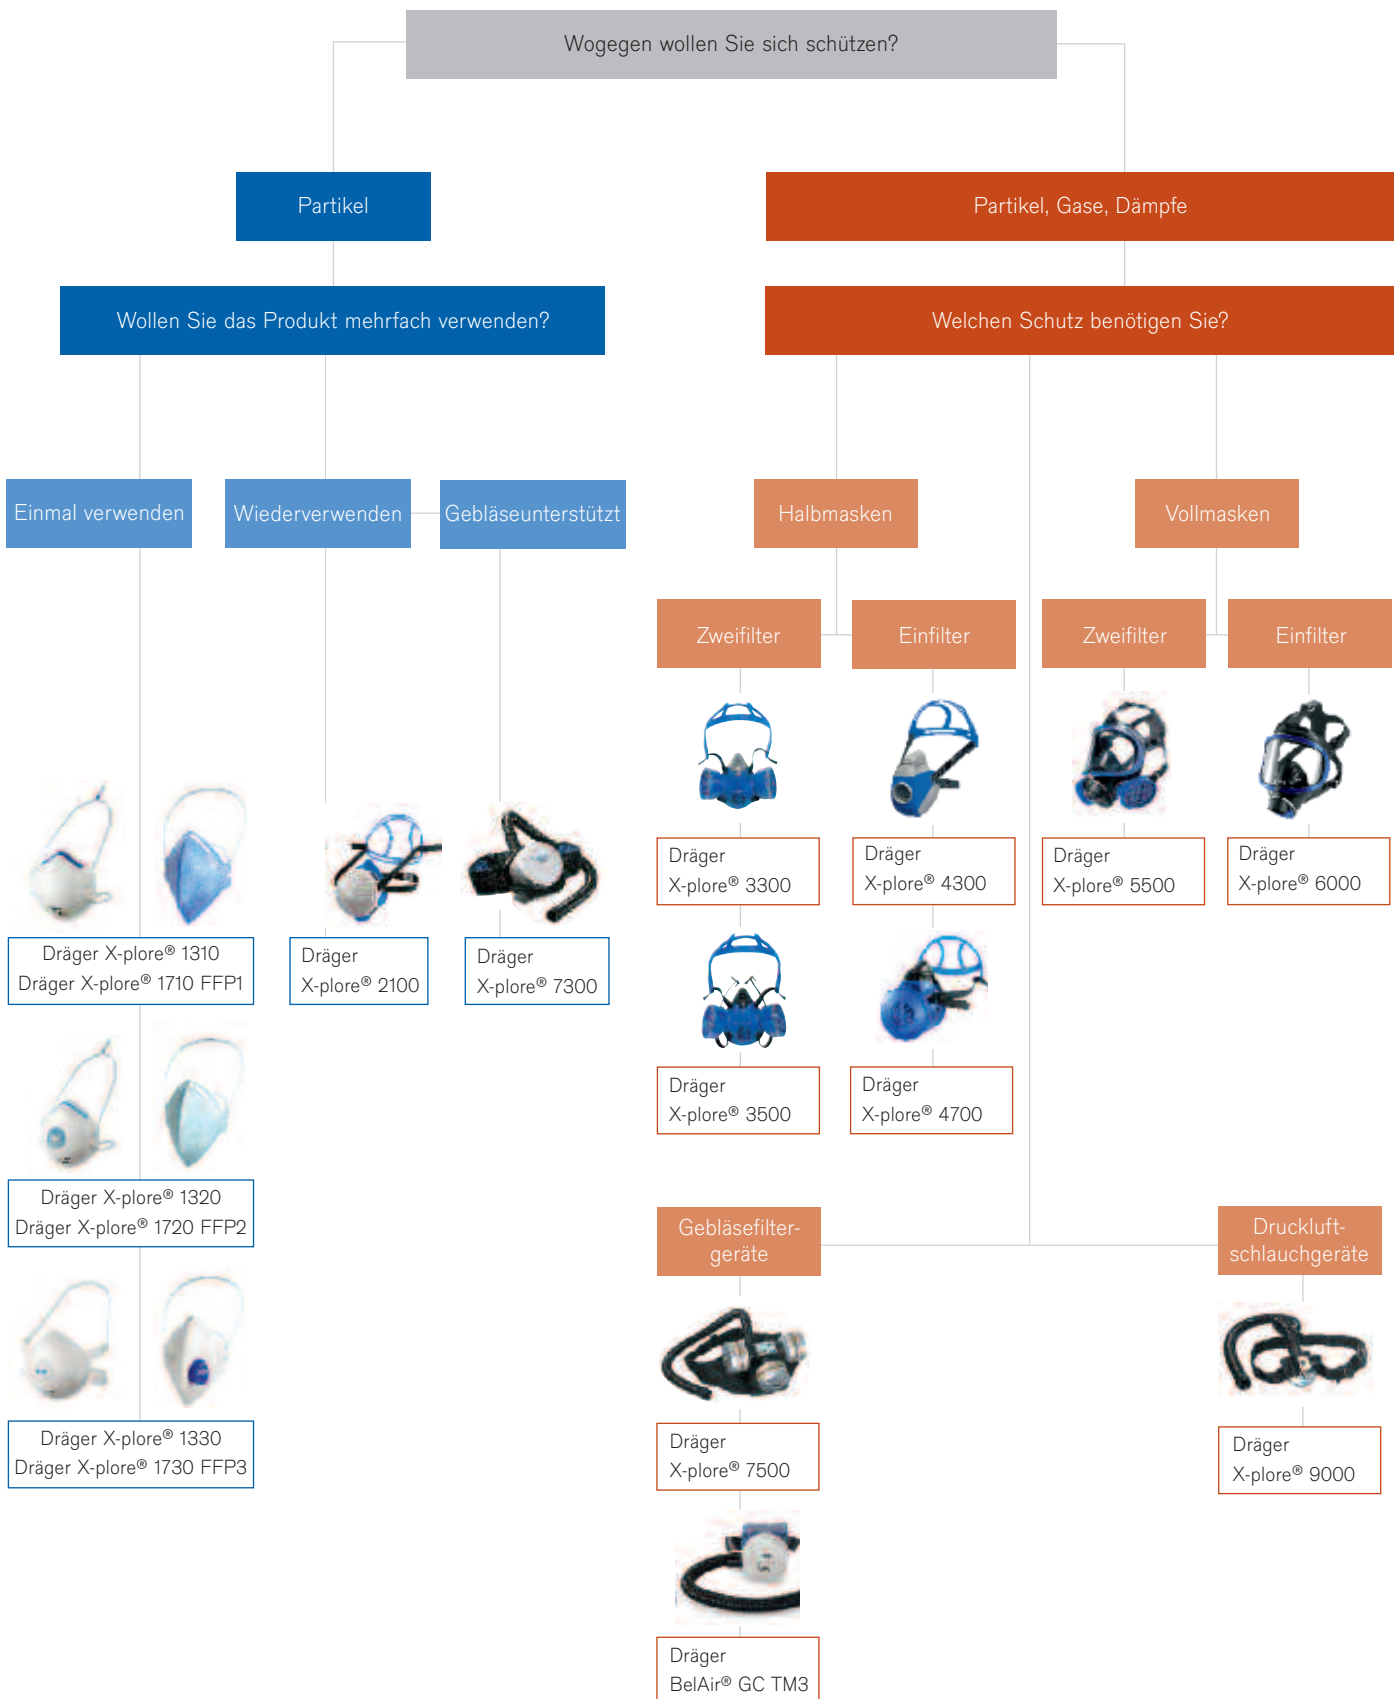 Wogegen wollen Sie sich schützen?
Partikel
Partikel, Gase, Dämpfe
Wollen Sie das Produkt mehrfach verwenden?
Welchen Schutz benötigen Sie?
Einmal verwenden
Wiederverwenden
Gebläseunterstützt
Halbmasken
Vollmasken
Zweifilter
Einfilter
Zweifilter
Einfilter
Dräger
X-plore® 3300
Dräger
X-plore® 4300
Dräger
X-plore® 5500
Dräger
X-plore® 6000
Dräger X-plore® 1310
Dräger X-plore® 1710 FFP1
Dräger
X-plore® 2100
Dräger
X-plore® 7300
Dräger
X-plore® 3500
Dräger
X-plore® 4700
Dräger X-plore® 1320
Dräger X-plore® 1720 FFP2
Gebläsefilter-
geräte
Druckluft-
schlauchgeräte
Dräger X-plore® 1330
Dräger X-plore® 1730 FFP3
Dräger
X-plore® 7500
Dräger
X-plore® 9000
Dräger
BelAir® GC TM3